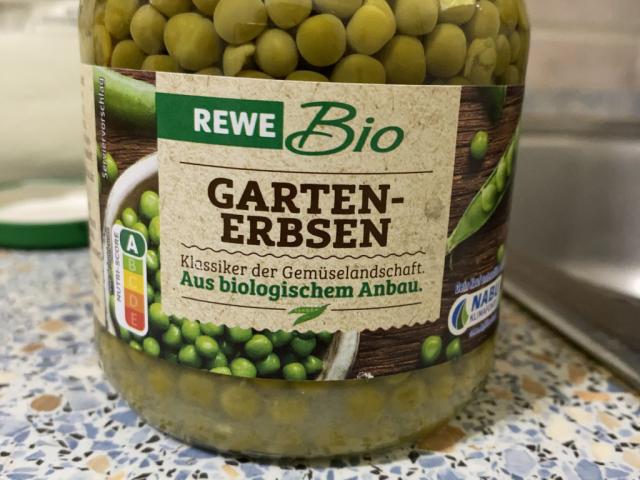 Serviervorschlag
REWE Bio
GARTEN-
ERBSEN
Klassiker der Gemüselandschaft.
Aus biologischem Anbau.
NUTRI-SCORE
A
B
C
D
E
NABU